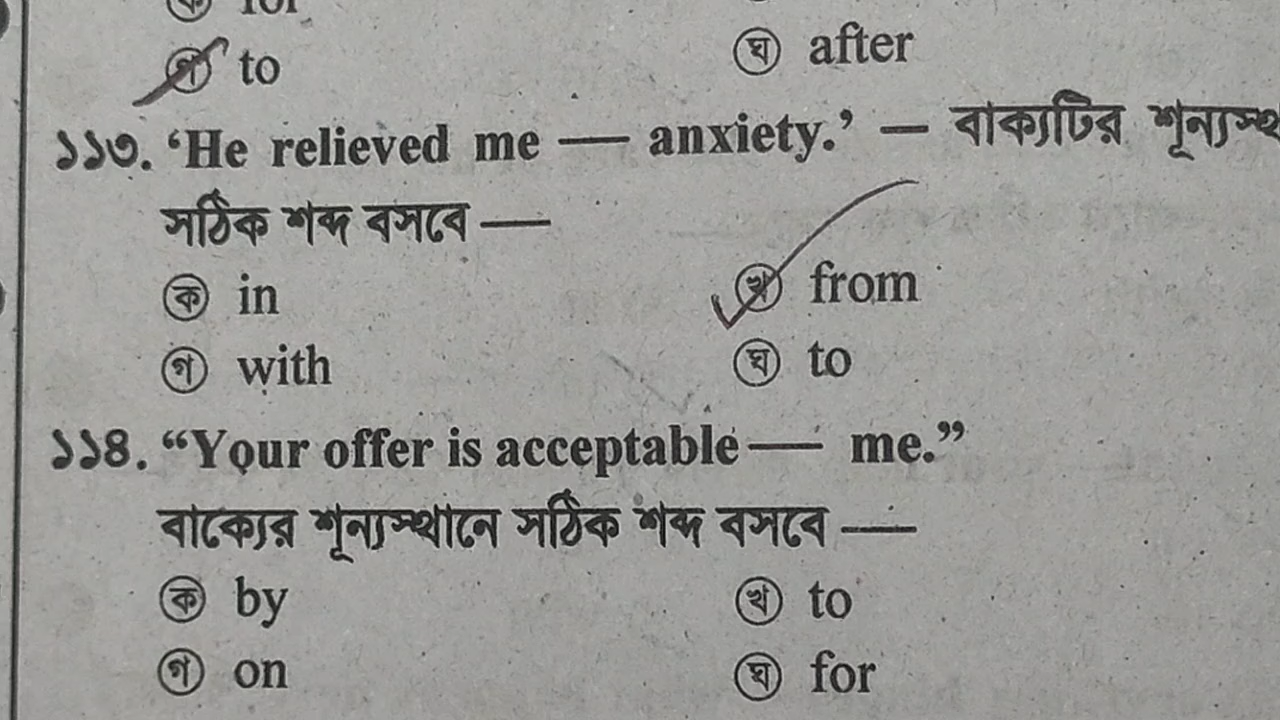 গ to ঘ after
১১৩. ‘He relieved me — anxiety.’ — বাক্যটির
সঠিক শব্দ বসবে —
ক in খ from
গ with ঘ to
১১৪. “Your offer is acceptable — me.”
বাক্যের শূন্যস্থানে সঠিক শব্দ বসবে —
ক by খ to
গ on ঘ for